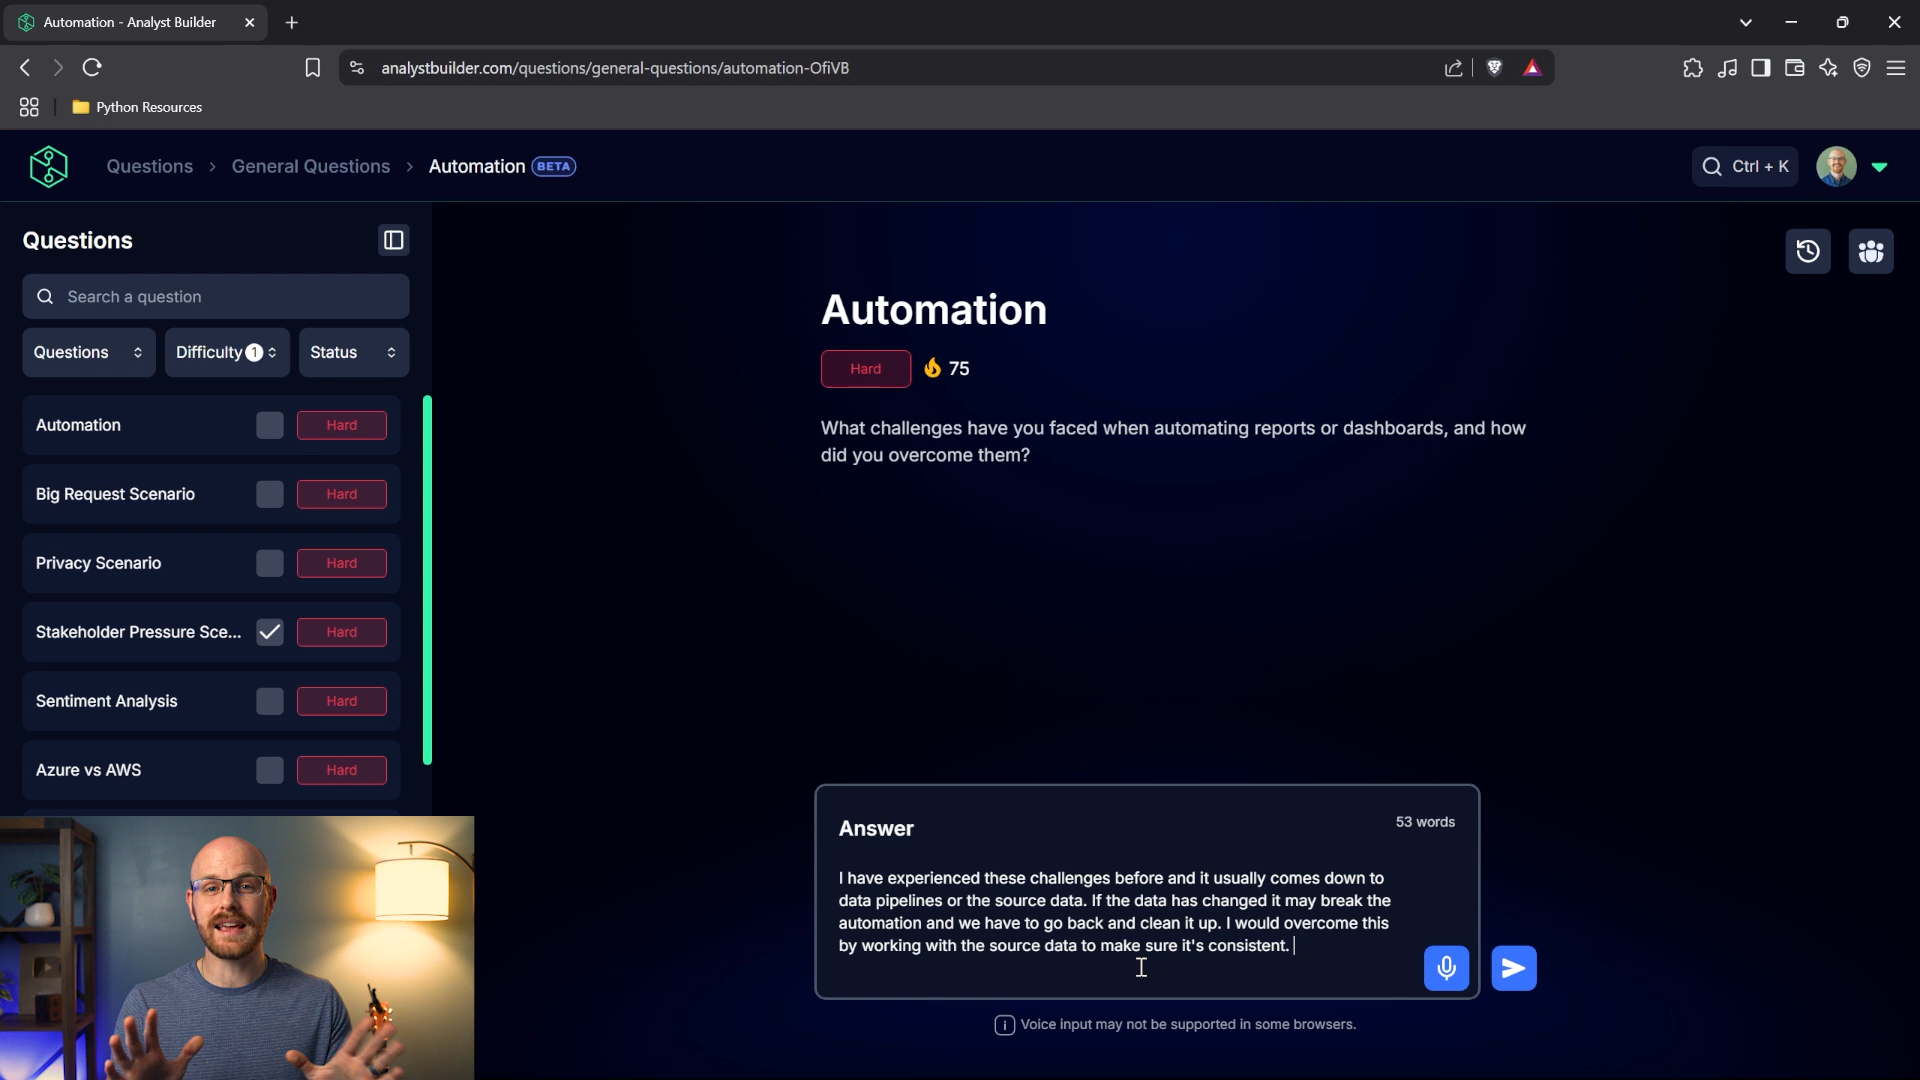 Automation - Analyst Builder
analystbuilder.com/questions/general-questions/automation-OfiVB
Python Resources
Questions > General Questions > Automation BETA
Ctrl + K
Questions
Search a question
Questions
Difficulty 1
Status
Automation
Hard
Big Request Scenario
Hard
Privacy Scenario
Hard
Stakeholder Pressure Sce...
Hard
Sentiment Analysis
Hard
Azure vs AWS
Hard
Automation
Hard
75
What challenges have you faced when automating reports or dashboards, and how
did you overcome them?
Answer
53 words
I have experienced these challenges before and it usually comes down to
data pipelines or the source data. If the data has changed it may break the
automation and we have to go back and clean it up. I would overcome this
by working with the source data to make sure it's consistent.
Voice input may not be supported in some browsers.